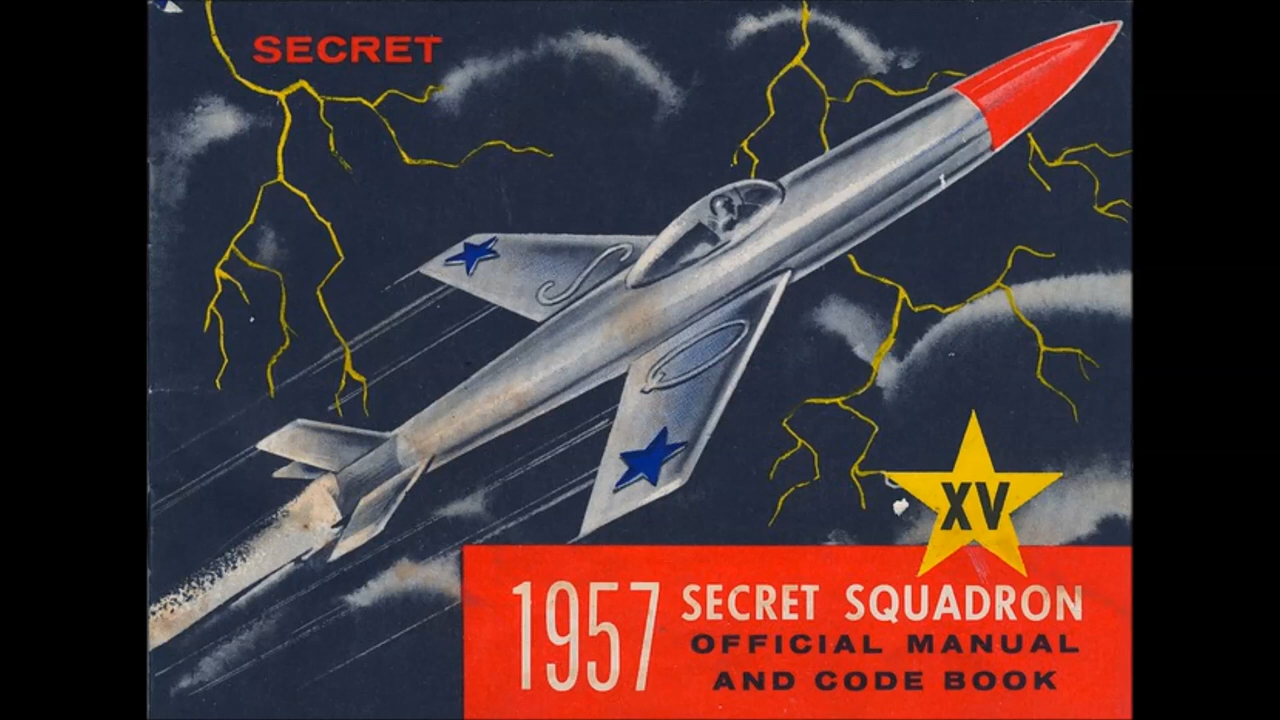 SECRET
XV
1957
SECRET SQUADRON
OFFICIAL MANUAL
AND CODE BOOK